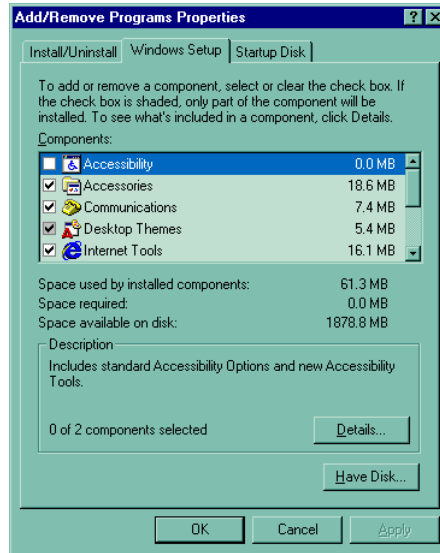 Add/Remove Programs Properties
Install/Uninstall Windows Setup Startup Disk
To add or remove a component, select or clear the check box. If
the check box is shaded, only part of the component will be
installed. To see what's included in a component, click Details.
Components:
Accessibility 0.0 MB
Accessories 18.6 MB
Communications 7.4 MB
Desktop Themes 5.4 MB
Internet Tools 16.1 MB
Space used by installed components: 61.3 MB
Space required: 0.0 MB
Space available on disk: 1878.8 MB
Description
Includes standard Accessibility Options and new Accessibility
Tools.
0 of 2 components selected Details...
Have Disk...
OK Cancel Apply